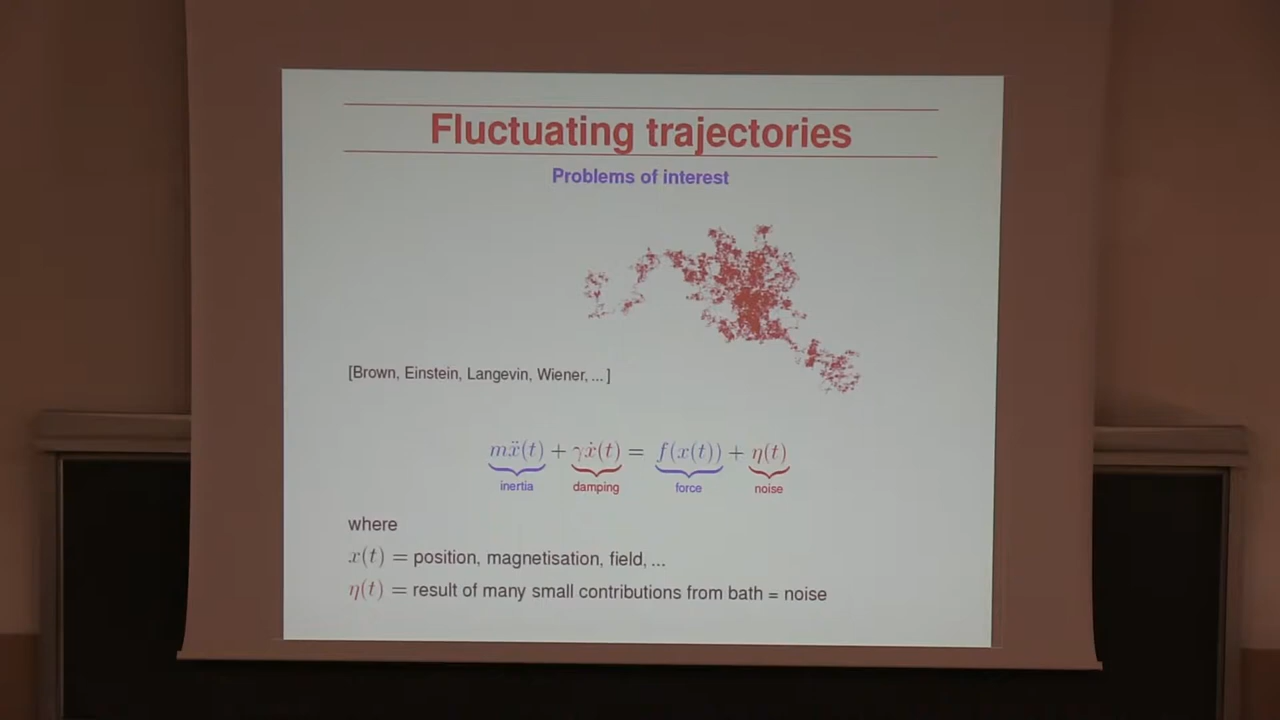 Fluctuating trajectories
Problems of interest
[Brown, Einstein, Langevin, Wiener, ... ]
mẍ(t) + γẋ(t) = f(x(t)) + η(t)
inertia damping force noise
where
x(t) = position, magnetisation, field, ...
η(t) = result of many small contributions from bath = noise